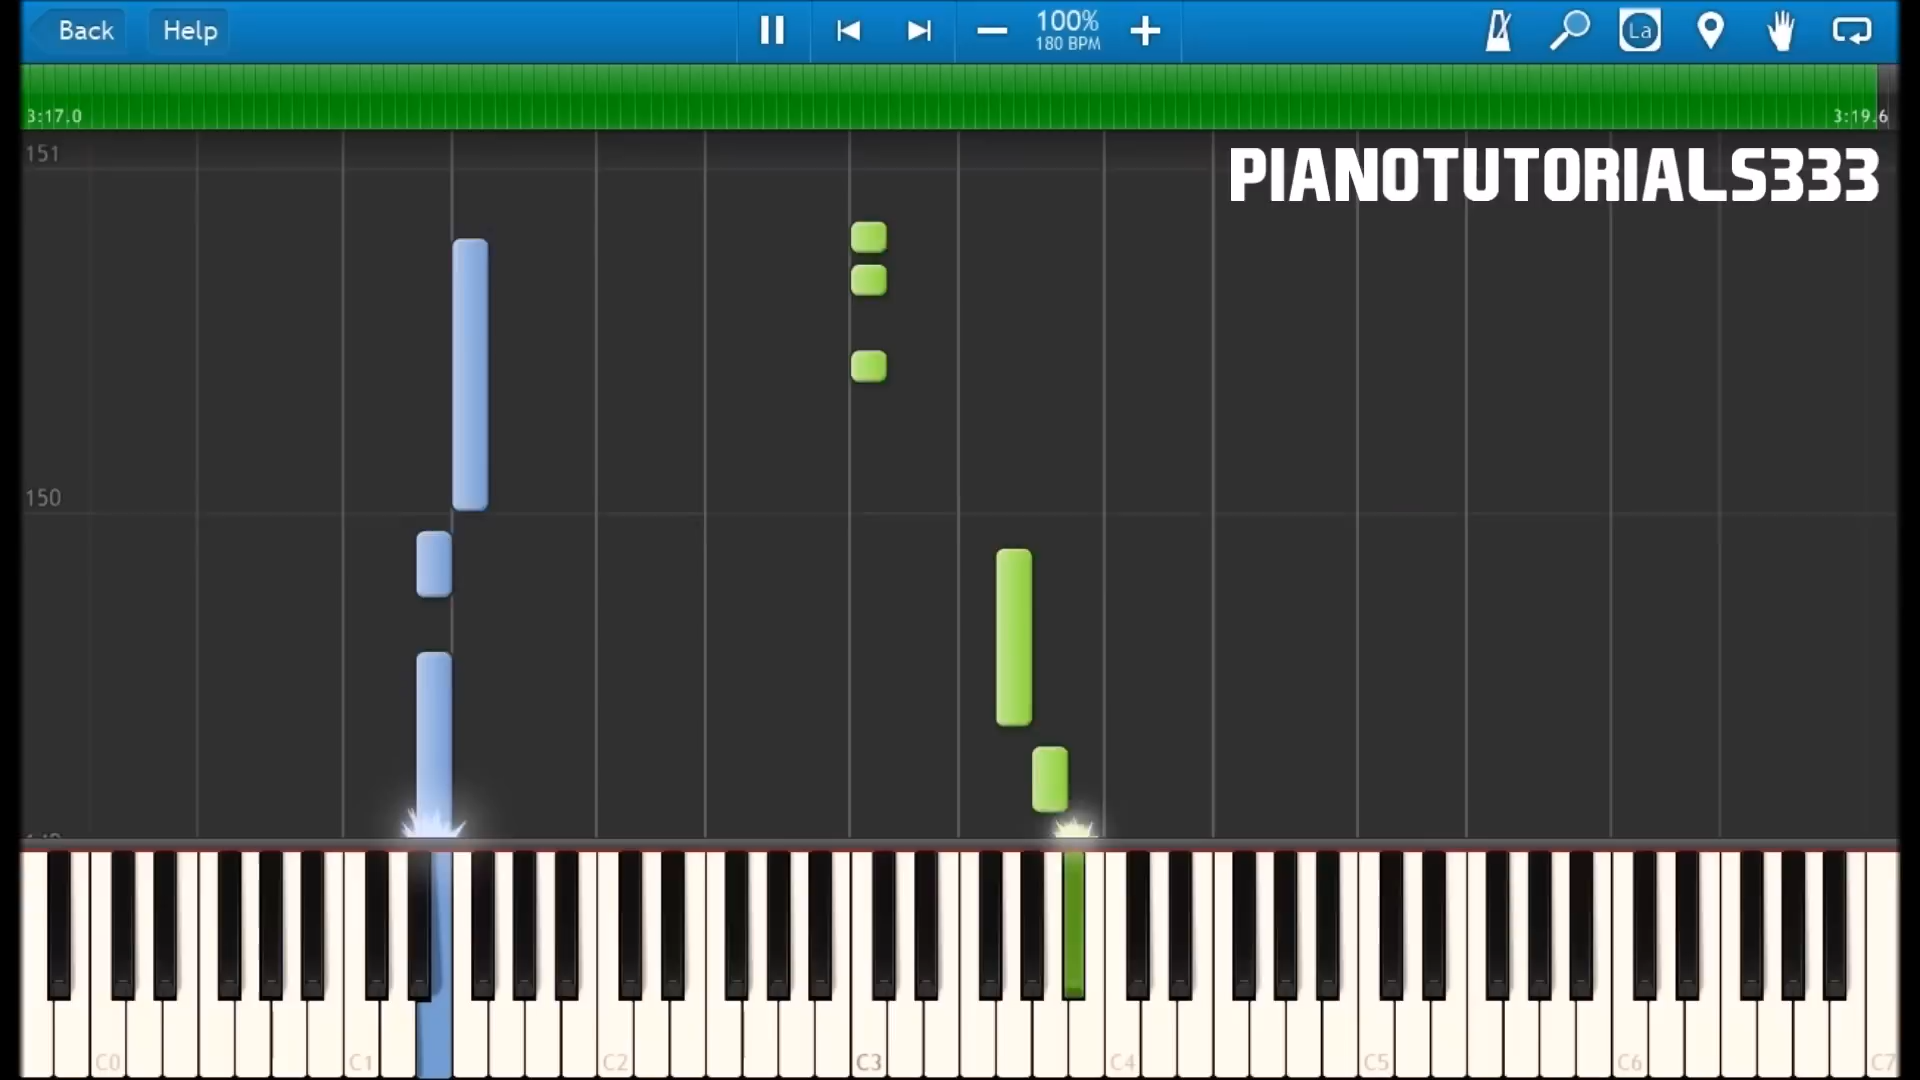 Back Help 100% La
180 BPM
3:17.0 3:19.6
151
PIANOTUTORIALS333
150
C0 C1 C2 C3 C4 C5 C6 C7